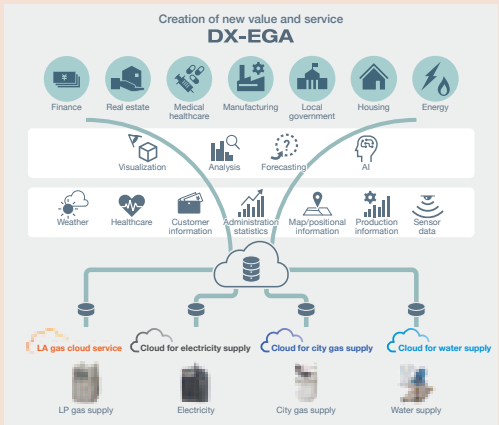 Creation of new value and service
DX-EGA
Finance
Real estate
Medical
healthcare
Manufacturing
Local
government
Housing
Energy
Visualization
Analysis
Forecasting
AI
Weather
Healthcare
Customer
information
Administration
statistics
Map/positional
information
Production
information
Sensor
data
LA gas cloud service
Cloud for electricity supply
Cloud for city gas supply
Cloud for water supply
LP gas supply
Electricity
City gas supply
Water supply